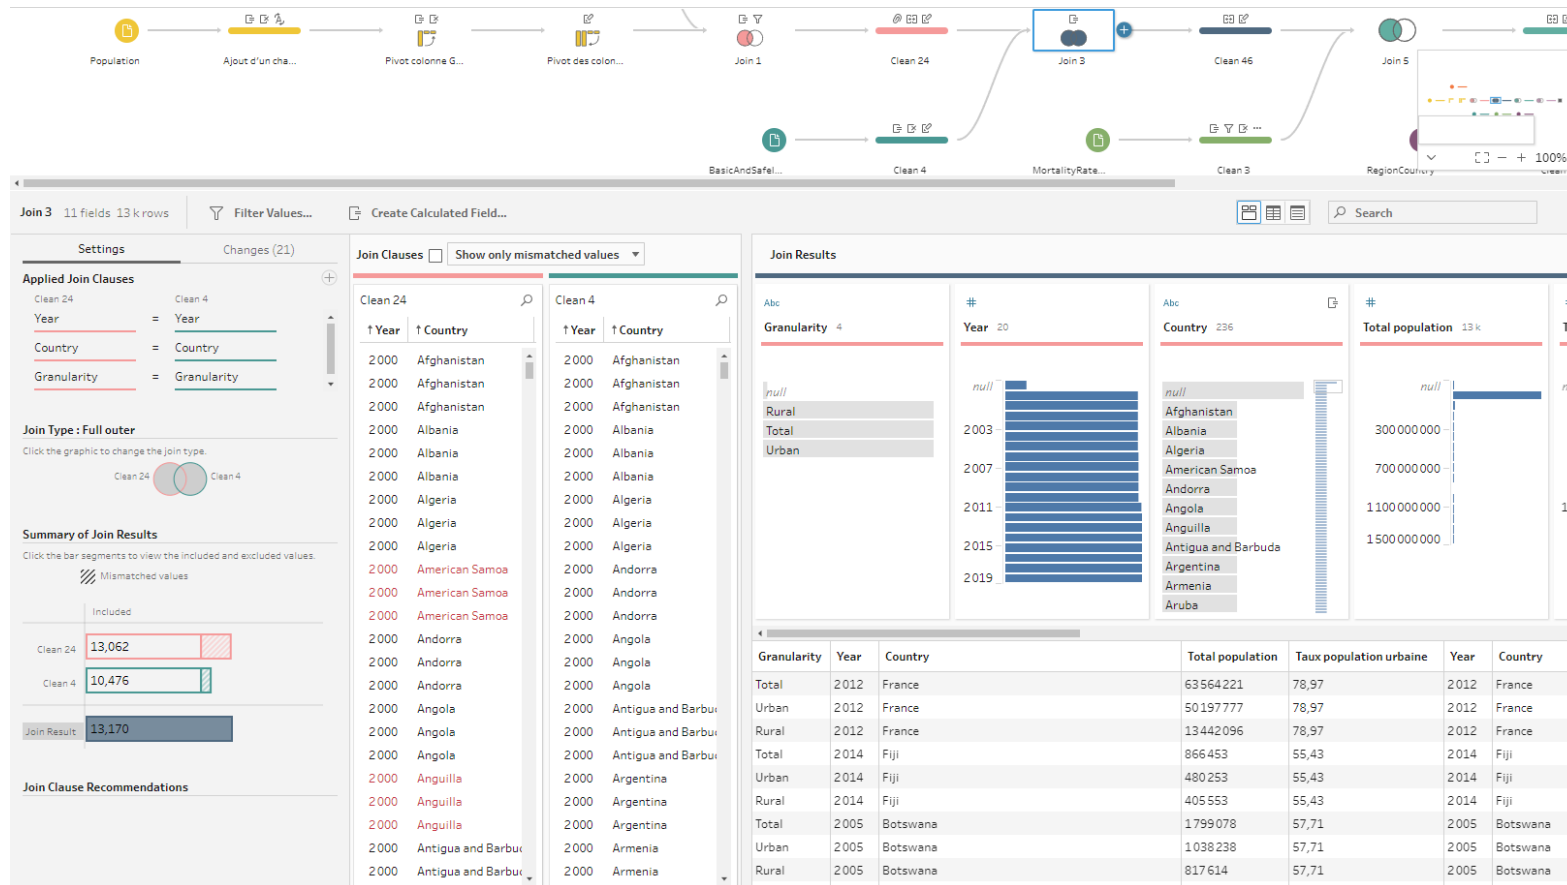 Population
Ajout d'un cha...
Pivot colonne G...
Pivot des colon...
Join 1
Clean 24
Join 3
Clean 46
Join 5
BasicAndSafel...
Clean 4
MortalityRate...
Clean 3
RegionCountry
100%
Join 3 11 fields 13 k rows
Filter Values...
Create Calculated Field...
Search
Settings
Changes (21)
Applied Join Clauses
Clean 24 Clean 4
Year = Year
Country = Country
Granularity = Granularity
Join Type : Full outer
Click the graphic to change the join type.
Clean 24 Clean 4
Summary of Join Results
Click the bar segments to view the included and excluded values.
Mismatched values
Included
Clean 24 13,062
Clean 4 10,476
Join Result 13,170
Join Clause Recommendations
Join Clauses Show only mismatched values
Clean 24
Year Country
2000 Afghanistan
2000 Afghanistan
2000 Afghanistan
2000 Albania
2000 Albania
2000 Albania
2000 Algeria
2000 Algeria
2000 Algeria
2000 American Samoa
2000 American Samoa
2000 American Samoa
2000 Andorra
2000 Andorra
2000 Andorra
2000 Angola
2000 Angola
2000 Angola
2000 Anguilla
2000 Anguilla
2000 Anguilla
2000 Antigua and Barbu
2000 Antigua and Barbu
Clean 4
Year Country
2000 Afghanistan
2000 Afghanistan
2000 Afghanistan
2000 Albania
2000 Albania
2000 Albania
2000 Algeria
2000 Algeria
2000 Algeria
2000 Andorra
2000 Andorra
2000 Andorra
2000 Angola
2000 Angola
2000 Angola
2000 Antigua and Barbu
2000 Antigua and Barbu
2000 Antigua and Barbu
2000 Argentina
2000 Argentina
2000 Argentina
2000 Armenia
2000 Armenia
Join Results
Abc
Granularity 4
null
Rural
Total
Urban
#
Year 20
null
2003
2007
2011
2015
2019
Abc
Country 236
null
Afghanistan
Albania
Algeria
American Samoa
Andorra
Angola
Anguilla
Antigua and Barbuda
Argentina
Armenia
Aruba
#
Total population 13 k
null
300 000 000
700 000 000
1 100 000 000
1 500 000 000
Granularity Year Country Total population Taux population urbaine Year Country
Total 2012 France 63 564 221 78,97 2012 France
Urban 2012 France 50 197 777 78,97 2012 France
Rural 2012 France 13 442 096 78,97 2012 France
Total 2014 Fiji 866 453 55,43 2014 Fiji
Urban 2014 Fiji 480 253 55,43 2014 Fiji
Rural 2014 Fiji 405 553 55,43 2014 Fiji
Total 2005 Botswana 1 799 078 57,71 2005 Botswana
Urban 2005 Botswana 1 038 238 57,71 2005 Botswana
Rural 2005 Botswana 817 614 57,71 2005 Botswana